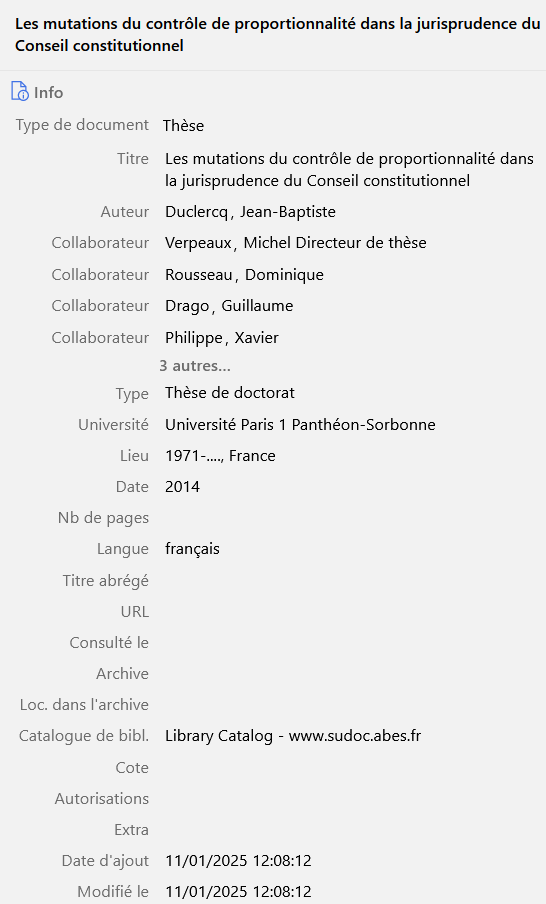 Les mutations du contrôle de proportionnalité dans la jurisprudence du
Conseil constitutionnel
Info
Type de document Thèse
Titre Les mutations du contrôle de proportionnalité dans
la jurisprudence du Conseil constitutionnel
Auteur Duclercq, Jean-Baptiste
Collaborateur Verpeaux, Michel Directeur de thèse
Collaborateur Rousseau, Dominique
Collaborateur Drago, Guillaume
Collaborateur Philippe, Xavier
3 autres...
Type Thèse de doctorat
Université Université Paris 1 Panthéon-Sorbonne
Lieu 1971-...., France
Date 2014
Nb de pages
Langue français
Titre abrégé
URL
Consulté le
Archive
Loc. dans l'archive
Catalogue de bibl. Library Catalog - www.sudoc.abes.fr
Cote
Autorisations
Extra
Date d'ajout 11/01/2025 12:08:12
Modifié le 11/01/2025 12:08:12